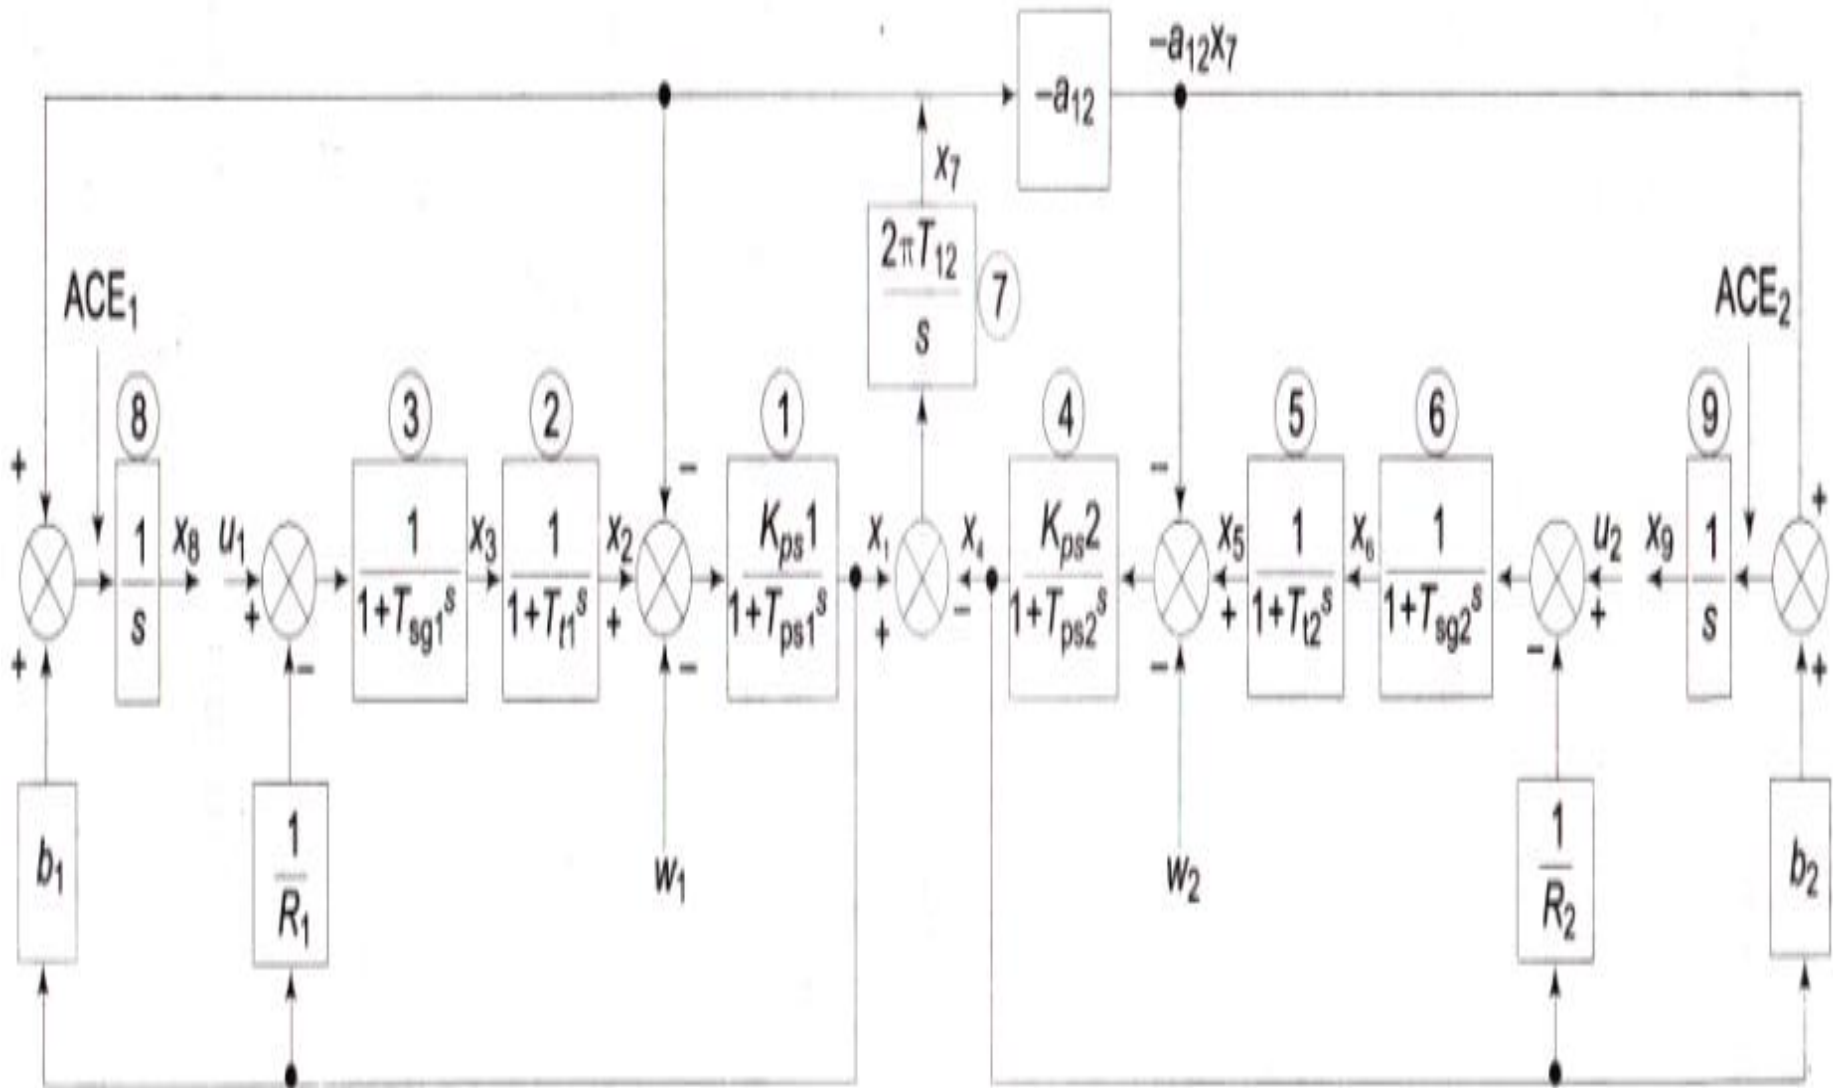 -a12x7
-a12
x7
2πT12
s
7
ACE1
ACE2
8
3
2
1
4
5
6
9
+
-
-
+
1
s
x8
u1
+
-
1
1+Tsg1s
x3
1
1+Tt1s
x2
+
-
Kps1
1+Tps1s
x1
+
x4
-
Kps2
1+Tps2s
-
x5
+
1
1+Tt2s
x6
1
1+Tsg2s
-
u2
+
x9
1
s
+
+
b1
1
R1
w1
w2
1
R2
b2